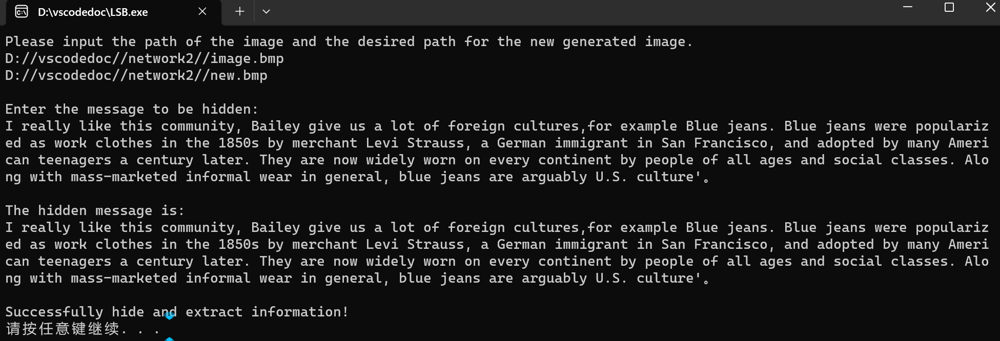 D:\vscodedoc\LSB.exe
Please input the path of the image and the desired path for the new generated image.
D://vscodedoc//network2//image.bmp
D://vscodedoc//network2//new.bmp
Enter the message to be hidden:
I really like this community, Bailey give us a lot of foreign cultures,for example Blue jeans. Blue jeans were populariz
ed as work clothes in the 1850s by merchant Levi Strauss, a German immigrant in San Francisco, and adopted by many Ameri
can teenagers a century later. They are now widely worn on every continent by people of all ages and social classes. Alo
ng with mass-marketed informal wear in general, blue jeans are arguably U.S. culture'。
The hidden message is:
I really like this community, Bailey give us a lot of foreign cultures,for example Blue jeans. Blue jeans were populariz
ed as work clothes in the 1850s by merchant Levi Strauss, a German immigrant in San Francisco, and adopted by many Ameri
can teenagers a century later. They are now widely worn on every continent by people of all ages and social classes. Alo
ng with mass-marketed informal wear in general, blue jeans are arguably U.S. culture'。
Successfully hide and extract information!
请按任意键继续. . .